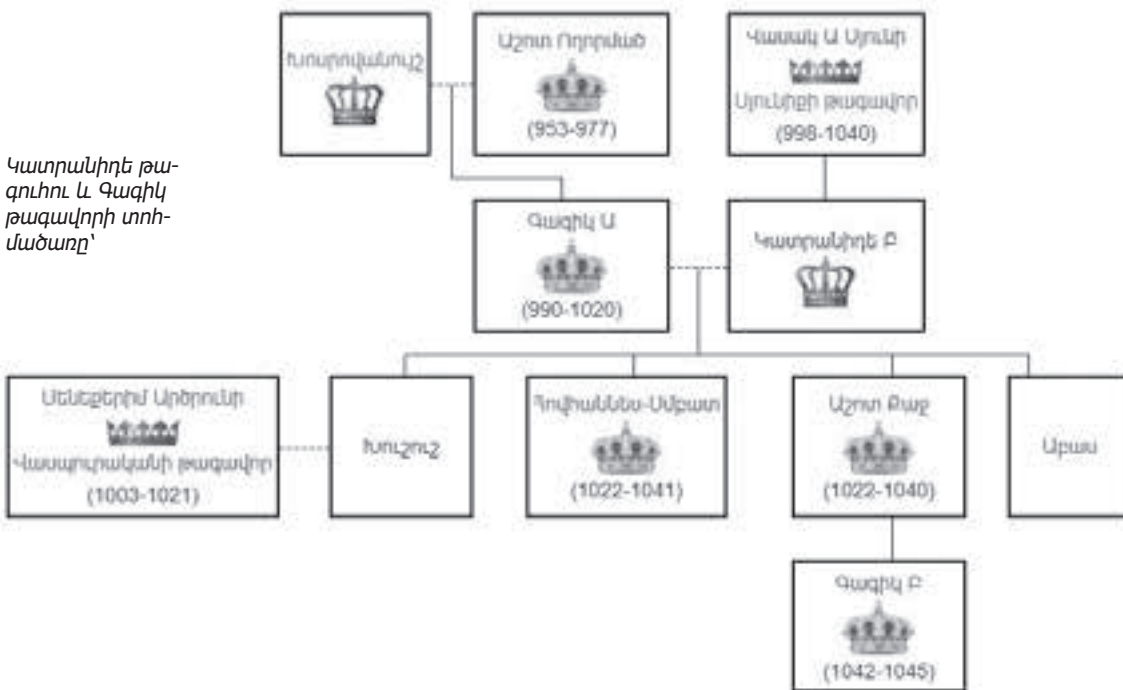 Խոսրովանույշ
Աշոտ Ողորմած
(953-977)
Վասակ Ա Սյունի
Սյունիքի թագավոր
(998-1040)
Կատրանիդե թա-
գուհու և Գագիկ
թագավորի տոհ-
մածառը՝
Գագիկ Ա
(990-1020)
Կատրանիդե Բ
Սենեքերիմ Արծրունի
Վասպուրականի թագավոր
(1003-1021)
Խուշուշ
Հովհաննես-Սմբատ
(1022-1041)
Աշոտ Քաջ
(1022-1040)
Աբաս
Գագիկ Բ
(1042-1045)